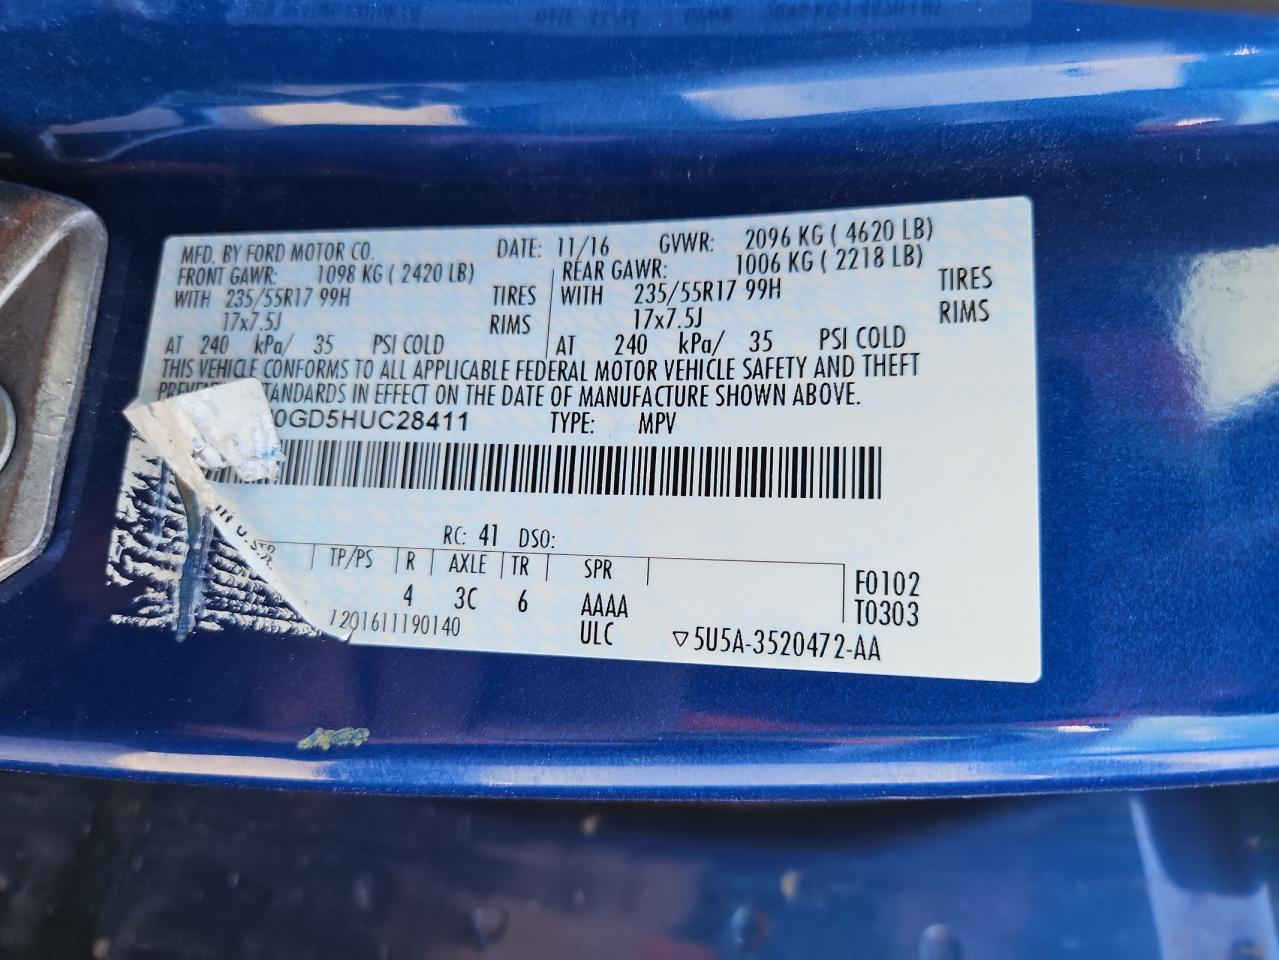 MFD. BY FORD MOTOR CO. DATE: 11/16 GVWR: 2096 KG ( 4620 LB)
FRONT GAWR: 1098 KG ( 2420 LB) REAR GAWR: 1006 KG ( 2218 LB)
WITH 235/55R17 99H TIRES WITH 235/55R17 99H TIRES
17x7.5J RIMS 17x7.5J RIMS
AT 240 kPa/ 35 PSI COLD AT 240 kPa/ 35 PSI COLD
THIS VEHICLE CONFORMS TO ALL APPLICABLE FEDERAL MOTOR VEHICLE SAFETY AND THEFT
STANDARDS IN EFFECT ON THE DATE OF MANUFACTURE SHOWN ABOVE.
0GD5HUC28411 TYPE: MPV
RC: 41 DSO:
TP/PS R AXLE TR SPR
4 3C 6 AAAA F0102
T0303
201611190140 ULC ▽5U5A-3520472-AA